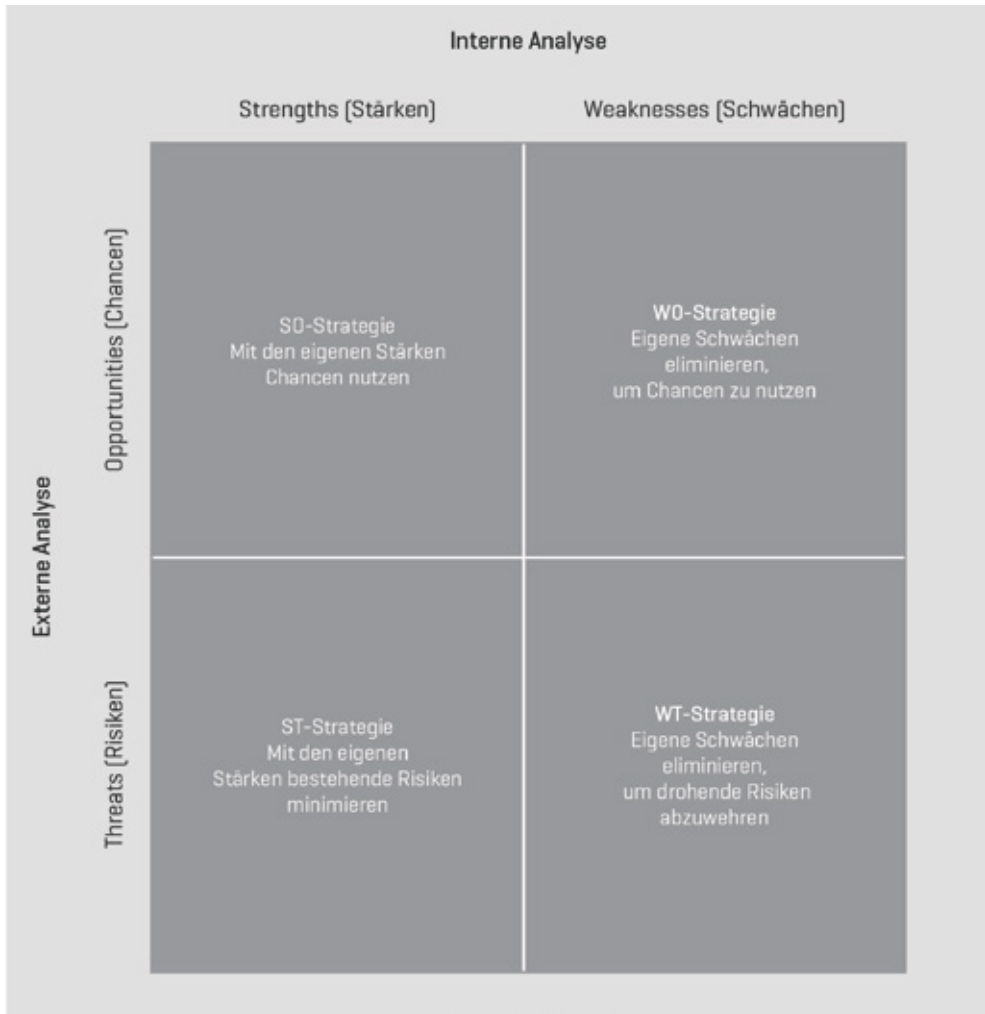 Interne Analyse
Strengths (Stärken)
Weaknesses (Schwächen)
Externe Analyse
Opportunities (Chancen)
SO-Strategie
Mit den eigenen Stärken
Chancen nutzen
WO-Strategie
Eigene Schwächen
eliminieren,
um Chancen zu nutzen
Threats (Risiken)
ST-Strategie
Mit den eigenen
Stärken bestehende Risiken
minimieren
WT-Strategie
Eigene Schwächen
eliminieren,
um drohende Risiken
abzuwehren